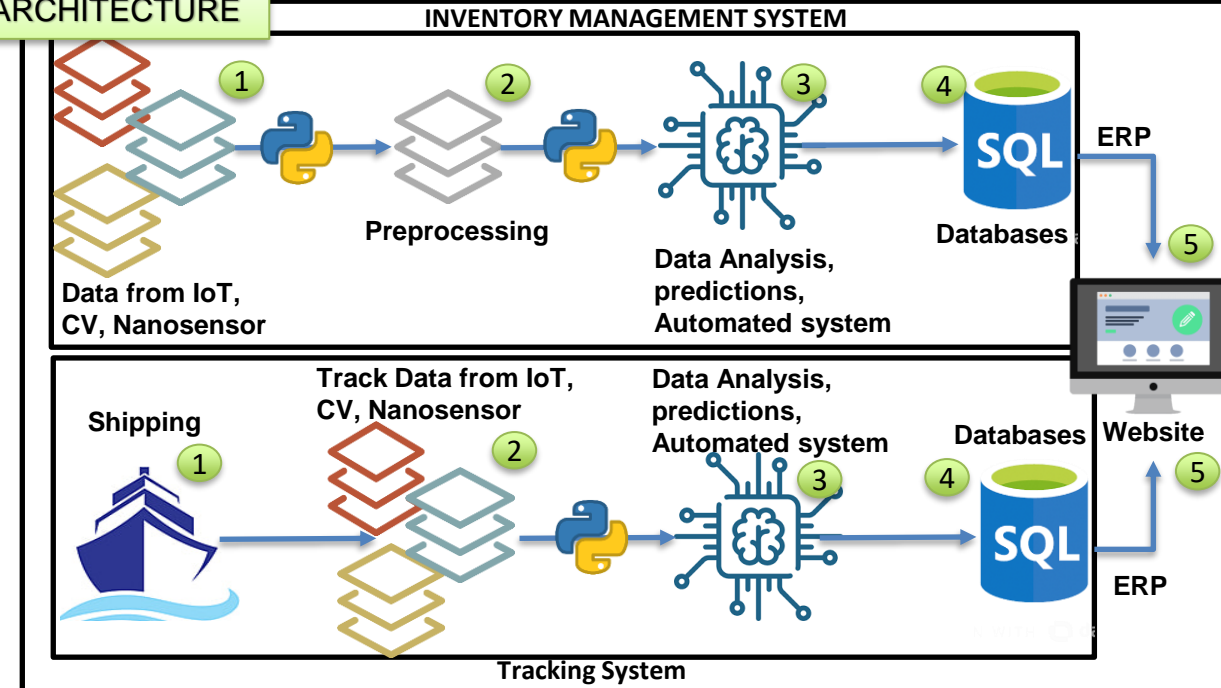 ARCHITECTURE
INVENTORY MANAGEMENT SYSTEM
1
2
3
4
SQL
ERP
Preprocessing
Databases
5
Data from IoT,
CV, Nanosensor
Data Analysis,
predictions,
Automated system
Track Data from IoT,
CV, Nanosensor
Data Analysis,
predictions,
Automated system
Shipping
Databases
Website
1
2
3
4
5
SQL
ERP
Tracking System